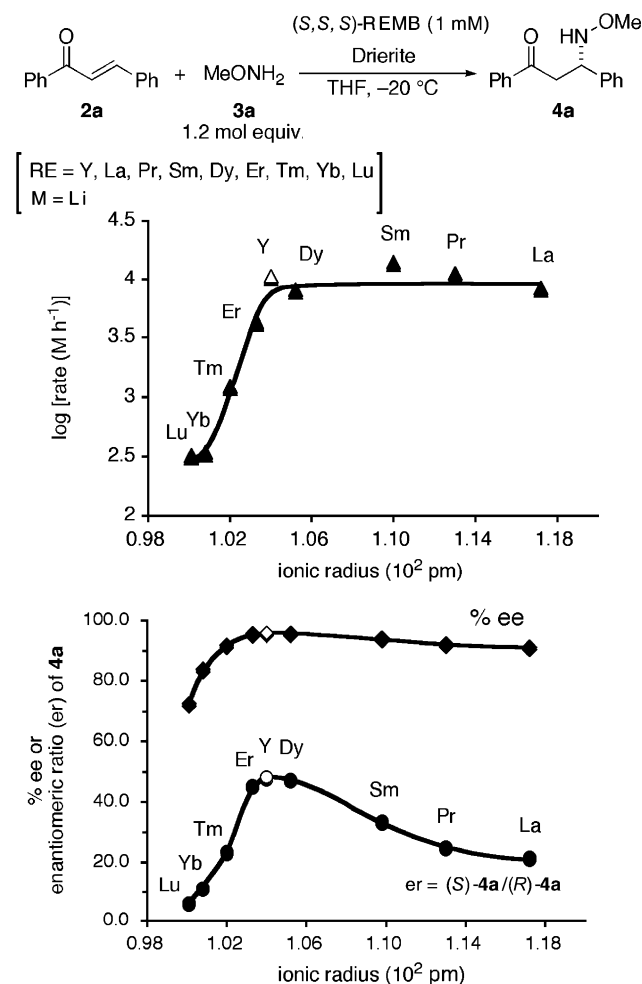 (S,S,S)-REMB (1 mM)
O
Ph
Ph
+ MeONH₂
Drierite
THF, –20 °C
O HN OMe
Ph
Ph
2a 3a 4a
1.2 mol equiv.
RE = Y, La, Pr, Sm, Dy, Er, Tm, Yb, Lu
M = Li
log [rate (M h⁻¹)]
4.5
4
3.5
3
2.5
2
Lu
Yb
Tm
Er
Y
Dy
Sm
Pr
La
0.98 1.02 1.06 1.10 1.14 1.18
ionic radius (10² pm)
% ee or
enantiomeric ratio (er) of 4a
100.0
80.0
60.0
40.0
20.0
0.0
% ee
Lu
Yb
Tm
Er
Y
Dy
Sm
Pr
La
er = (S)-4a/(R)-4a
0.98 1.02 1.06 1.10 1.14 1.18
ionic radius (10² pm)